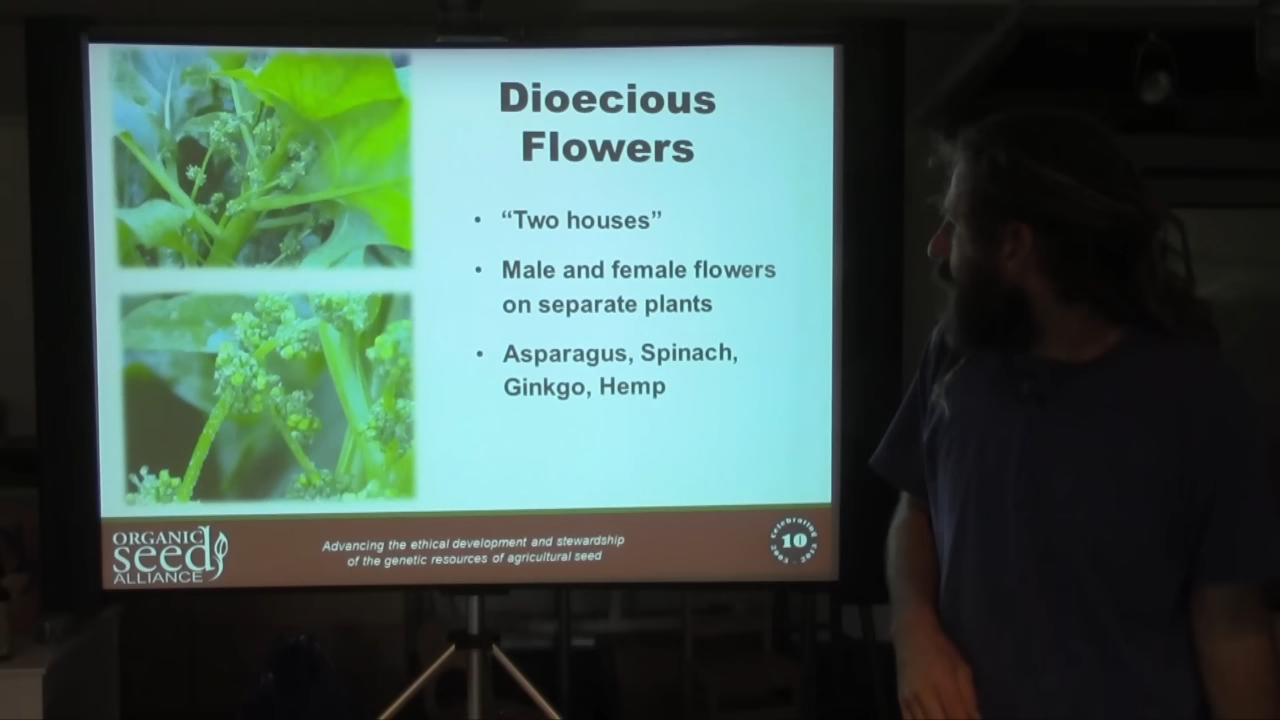 Dioecious
Flowers
• “Two houses”
• Male and female flowers
on separate plants
• Asparagus, Spinach,
Ginkgo, Hemp
ORGANIC
seed
ALLIANCE
Advancing the ethical development and stewardship
of the genetic resources of agricultural seed
Celebrating
10